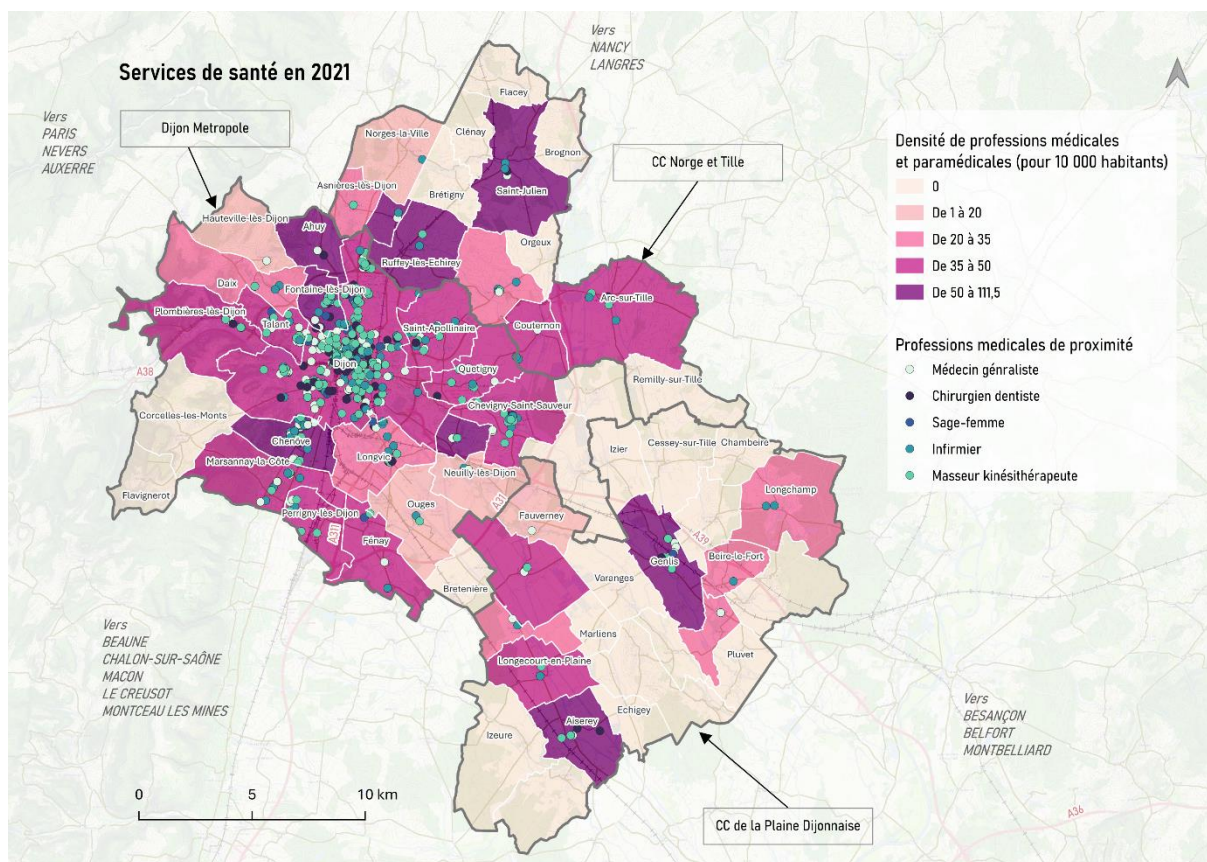 Services de santé en 2021
Vers
NANCY
LANGRES
Vers
PARIS
NEVERS
AUXERRE
Dijon Metropole
CC Norge et Tille
Densité de professions médicales
et paramédicales (pour 10 000 habitants)
0
De 1 à 20
De 20 à 35
De 35 à 50
De 50 à 111,5
Professions medicales de proximité
Médecin génraliste
Chirurgien dentiste
Sage-femme
Infirmier
Masseur kinésithérapeute
Flacey
Norges-la-Ville
Clénay
Brognon
Asnières-lès-Dijon
Brétigny
Saint-Julien
Hauteville-lès-Dijon
Ahuy
Orgeux
Ruffey-lès-Echirey
Daix
Fontaine-lès-Dijon
Arc-sur-Tille
Plombières-lès-Dijon
Talant
Saint-Apollinaire
Couternon
Dijon
A38
Quetigny
Remilly-sur-Tille
Corcelles-les-Monts
Chevigny-Saint-Sauveur
Chenôve
Izier
Cessey-sur-Tille
Chambeire
Marsannay-la-Côte
Longvic
Neuilly-lès-Dijon
Longchamp
Flavignerot
Perrigny-lès-Dijon
Ouges
A31
Fauverney
A311
Fénay
A39
Genlis
Beire-le-Fort
Varanges
Bretenière
Marliens
Pluvet
Longecourt-en-Plaine
Echigey
Aiserey
Izeure
Vers
BEAUNE
CHALON-SUR-SAÔNE
MACON
LE CREUSOT
MONTCEAU LES MINES
Vers
BESANÇON
BELFORT
MONTBELLIARD
0 5 10 km
CC de la Plaine Dijonnaise
A36